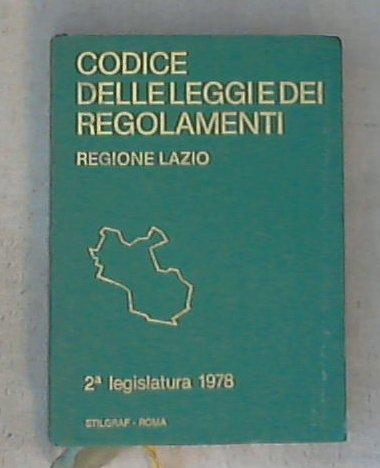 CODICE
DELLE LEGGI E DEI
REGOLAMENTI
REGIONE LAZIO
2ª legislatura 1978
STILGRAF - ROMA